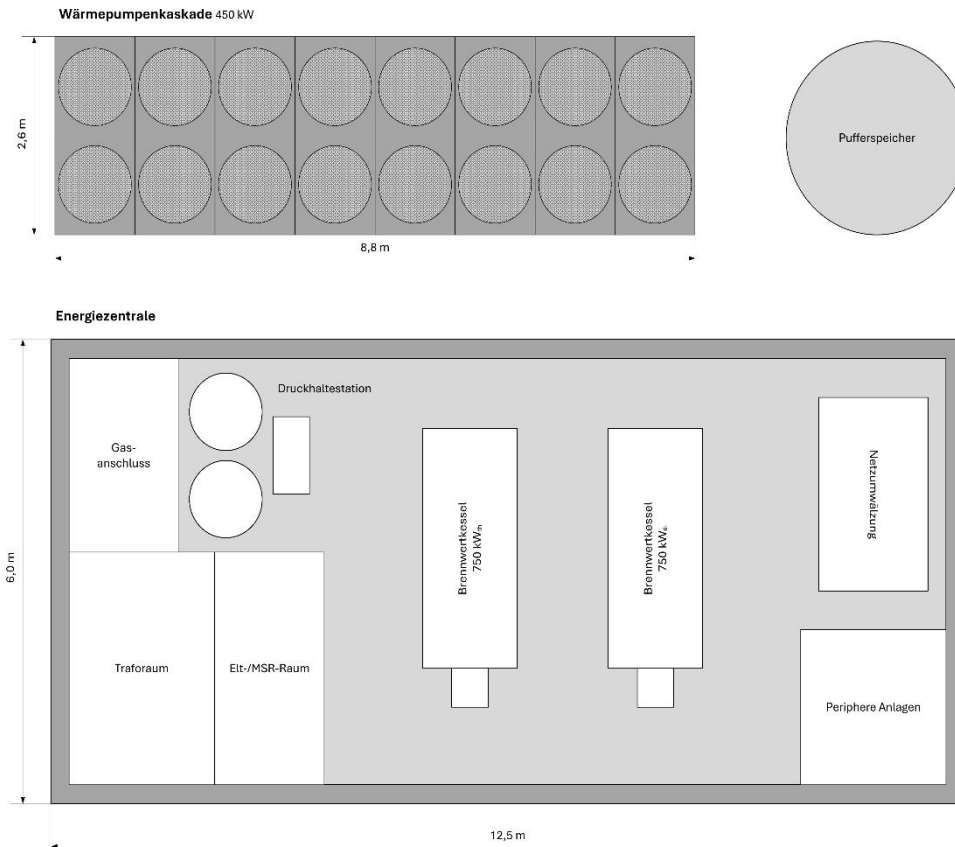 Wärmepumpenkaskade 450 kW
2,6 m
Pufferspeicher
8,8 m
Energiezentrale
Druckhaltestation
Gas-
anschluss
Brennwertkessel
750 kWth
Brennwertkessel
750 kW
Netzumwälzung
6,0 m
Traforaum
Elt-/MSR-Raum
Periphere Anlagen
12,5 m